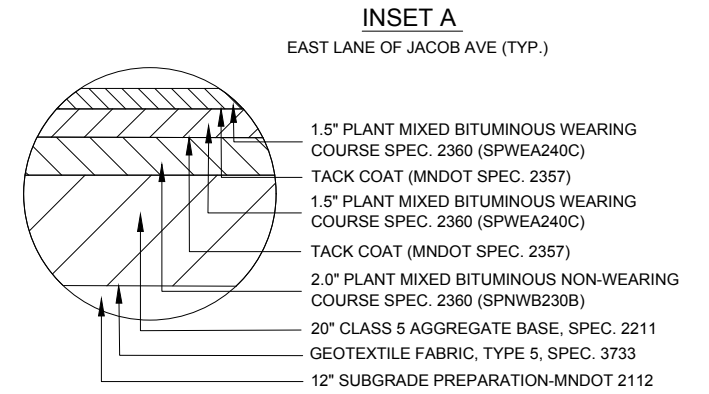 INSET A
EAST LANE OF JACOB AVE (TYP.)
1.5" PLANT MIXED BITUMINOUS WEARING
COURSE SPEC. 2360 (SPWEA240C)
TACK COAT (MNDOT SPEC. 2357)
1.5" PLANT MIXED BITUMINOUS WEARING
COURSE SPEC. 2360 (SPWEA240C)
TACK COAT (MNDOT SPEC. 2357)
2.0" PLANT MIXED BITUMINOUS NON-WEARING
COURSE SPEC. 2360 (SPNWB230B)
20" CLASS 5 AGGREGATE BASE, SPEC. 2211
GEOTEXTILE FABRIC, TYPE 5, SPEC. 3733
12" SUBGRADE PREPARATION-MNDOT 2112